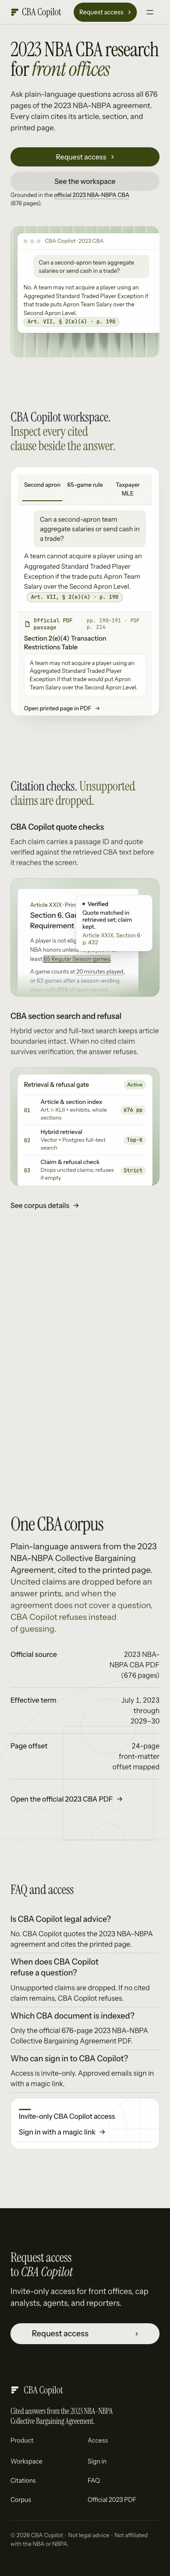 CBA Copilot
Request access
2023 NBA CBA research
for front offices
Ask plain-language questions across all 676
pages of the 2023 NBA-NBPA agreement.
Every claim cites its article, section, and
printed page.
Request access
See the workspace
Grounded in the official 2023 NBA-NBPA CBA
(676 pages).
CBA Copilot · 2023 CBA
Can a second-apron team aggregate
salaries or send cash in a trade?
No. A Team may not acquire a player using an
Aggregated Standard Traded Player Exception if
that trade puts Apron Team Salary over the
Second Apron Level.
Art. VII, § 2(e)(4) · p. 190
CBA Copilot workspace.
Inspect every cited
clause beside the answer.
Second apron
65-game rule
Taxpayer
MLE
Can a second-apron team
aggregate salaries or send cash in
a trade?
A team cannot acquire a player using an
Aggregated Standard Traded Player
Exception if the trade pushes Apron Team
Salary over the Second Apron Level.
Art. VII, § 2(e)(4) · p. 190
Official PDF
passage
pp. 190–191 · PDF
p. 214
Section 2(e)(4) Transaction
Restrictions Table
A team may not acquire a player using an
Aggregated Standard Traded Player
Exception if that trade would put Apron
Team Salary over the Second Apron Level.
Open printed page in PDF
Citation checks. Unsupported
claims are dropped.
CBA Copilot quote checks
Each claim carries a passage ID and quote
verified against the retrieved CBA text before
it reaches the screen.
Article XXIX · Prin
Section 6. Ga
Requirement
A player is not elig
NBA honors unless
least 65 Regular Season games.
A game counts at 20 minutes played,
or 62 games after a season-ending
Verified
Quote matched in
retrieved set; claim
kept.
Article XXIX, Section 6 ·
p. 432
CBA section search and refusal
Hybrid vector and full-text search keeps article
boundaries intact. When no cited claim
survives verification, the answer refuses.
Retrieval & refusal gate
Active
01
Article & section index
Art. I–XLII + exhibits, whole
sections
676 pp
02
Hybrid retrieval
Vector + Postgres full-text
search
Top-K
03
Claim & refusal check
Drops uncited claims; refuses
if empty
Strict
See corpus details
One CBA corpus
Plain-language answers from the 2023
NBA-NBPA Collective Bargaining
Agreement, cited to the printed page.
Uncited claims are dropped before an
answer prints, and when the
agreement does not cover a question,
CBA Copilot refuses instead
of guessing.
Official source
2023 NBA-
NBPA CBA PDF
(676 pages)
Effective term
July 1, 2023
through
2029–30
Page offset
24-page
front-matter
offset mapped
Open the official 2023 CBA PDF
FAQ and access
Is CBA Copilot legal advice?
No. CBA Copilot quotes the 2023 NBA-NBPA
agreement and cites the printed page.
When does CBA Copilot
refuse a question?
Unsupported claims are dropped. If no cited
claim remains, CBA Copilot refuses.
Which CBA document is indexed?
Only the official 676-page 2023 NBA-NBPA
Collective Bargaining Agreement PDF.
Who can sign in to CBA Copilot?
Access is invite-only. Approved emails sign in
with a magic link.
Invite-only CBA Copilot access
Sign in with a magic link
Request access
to CBA Copilot
Invite-only access for front offices, cap
analysts, agents, and reporters.
Request access
CBA Copilot
Cited answers from the 2023 NBA-NBPA
Collective Bargaining Agreement.
Product
Access
Workspace
Sign in
Citations
FAQ
Corpus
Official 2023 PDF
© 2026 CBA Copilot · Not legal advice · Not affiliated
with the NBA or NBPA.